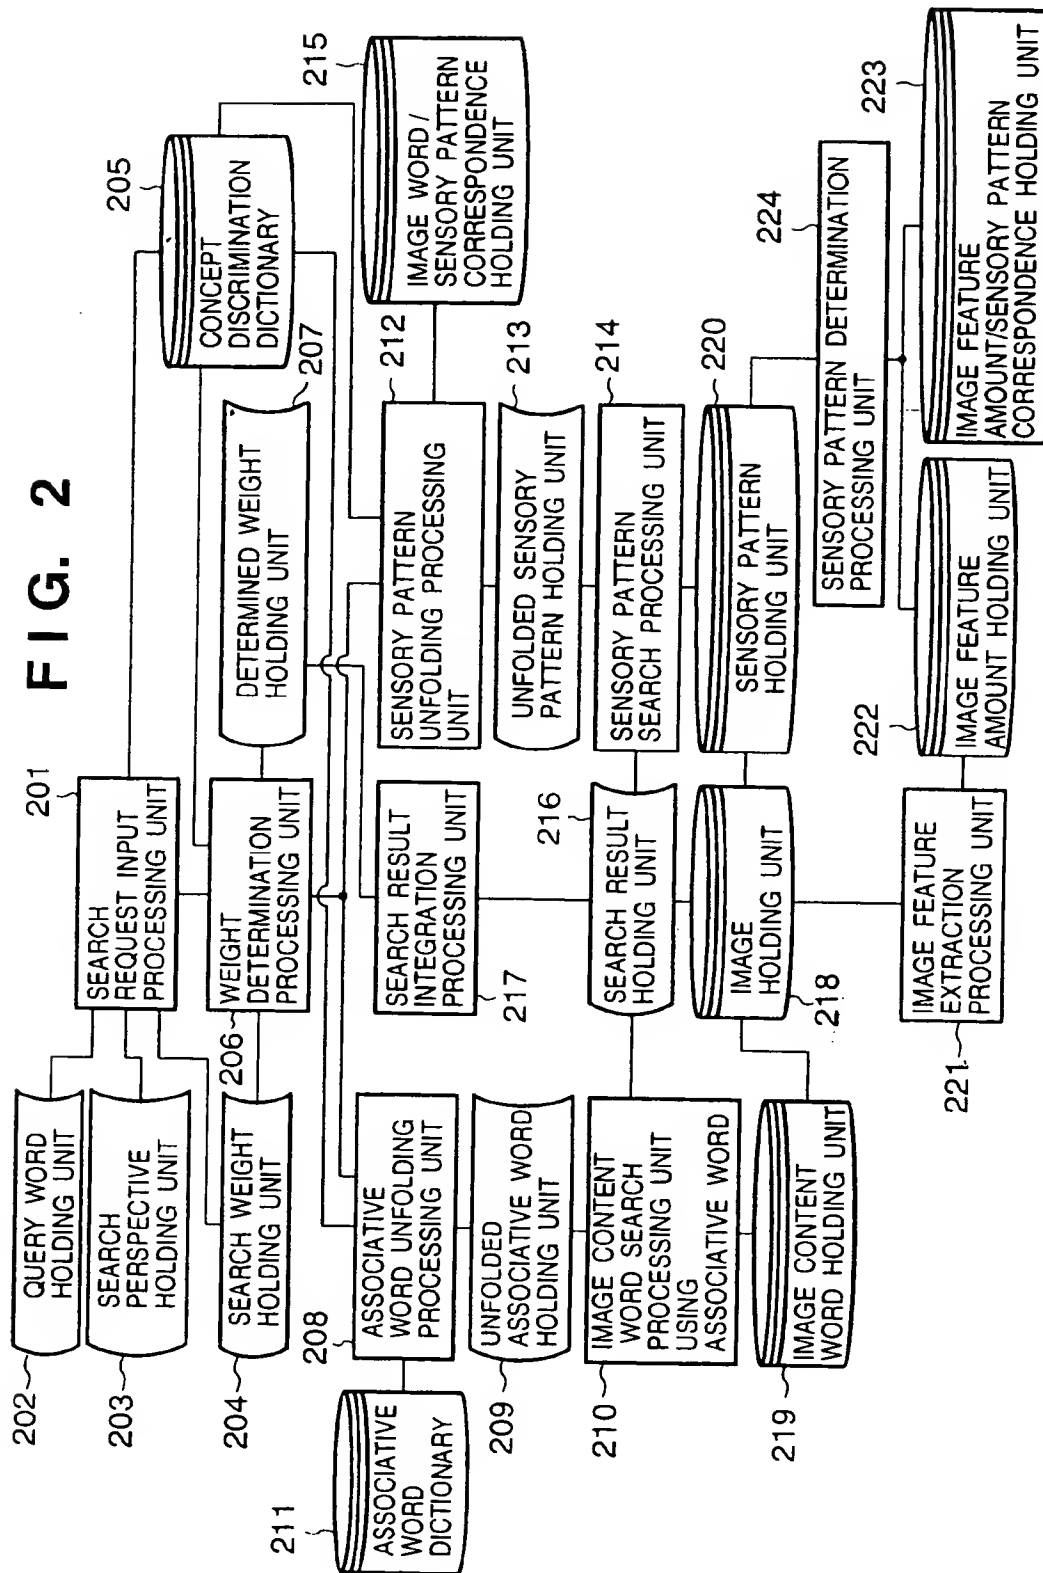 FIG. 2
201
SEARCH
REQUEST INPUT
PROCESSING UNIT
202
QUERY WORD
HOLDING UNIT
203
SEARCH
PERSPECTIVE
HOLDING UNIT
204
SEARCH WEIGHT
HOLDING UNIT
205
CONCEPT
DISCRIMINATION
DICTIONARY
206
WEIGHT
DETERMINATION
PROCESSING UNIT
207
DETERMINED WEIGHT
HOLDING UNIT
208
ASSOCIATIVE
WORD UNFOLDING
PROCESSING UNIT
211
ASSOCIATIVE
WORD
DICTIONARY
209
UNFOLDED
ASSOCIATIVE WORD
HOLDING UNIT
210
IMAGE CONTENT
WORD SEARCH
PROCESSING UNIT
USING
ASSOCIATIVE WORD
219
IMAGE CONTENT
WORD HOLDING UNIT
217
SEARCH RESULT
INTEGRATION
PROCESSING UNIT
216
SEARCH RESULT
HOLDING UNIT
218
IMAGE
HOLDING UNIT
212
SENSORY PATTERN
UNFOLDING PROCESSING
UNIT
215
IMAGE WORD/
SENSORY PATTERN
CORRESPONDENCE
HOLDING UNIT
213
UNFOLDED SENSORY
PATTERN HOLDING UNIT
214
SENSORY PATTERN
SEARCH PROCESSING UNIT
220
SENSORY PATTERN
HOLDING UNIT
221
IMAGE FEATURE
EXTRACTION
PROCESSING UNIT
222
IMAGE FEATURE
AMOUNT HOLDING UNIT
224
SENSORY PATTERN DETERMINATION
PROCESSING UNIT
223
IMAGE FEATURE
AMOUNT/SENSORY PATTERN
CORRESPONDENCE HOLDING UNIT